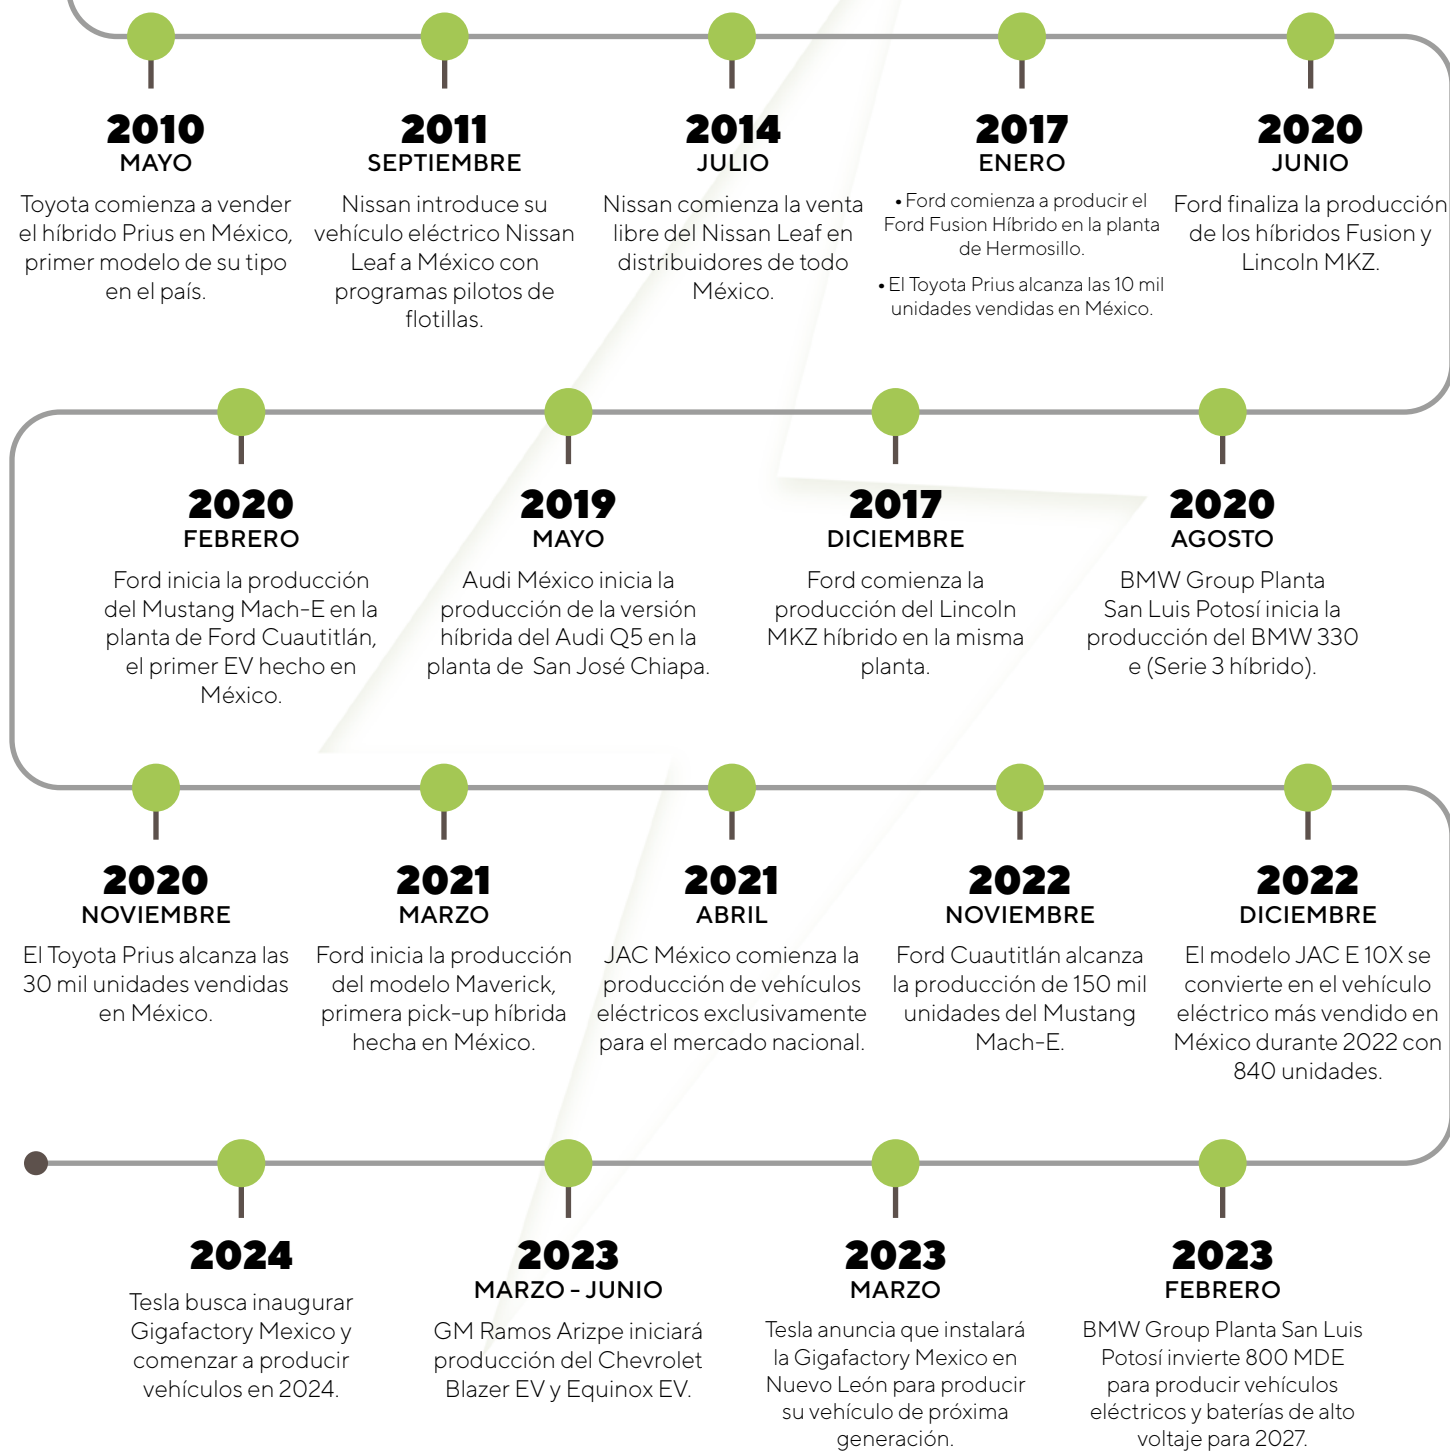 2010
MAYO
Toyota comienza a vender
el híbrido Prius en México,
primer modelo de su tipo
en el país.
2011
SEPTIEMBRE
Nissan introduce su
vehículo eléctrico Nissan
Leaf a México con
programas pilotos de
flotillas.
2014
JULIO
Nissan comienza la venta
libre del Nissan Leaf en
distribuidores de todo
México.
2017
ENERO
• Ford comienza a producir el
Ford Fusion Híbrido en la planta
de Hermosillo.
• El Toyota Prius alcanza las 10 mil
unidades vendidas en México.
2020
JUNIO
Ford finaliza la producción
de los híbridos Fusion y
Lincoln MKZ.
2020
FEBRERO
Ford inicia la producción
del Mustang Mach-E en la
planta de Ford Cuautitlán,
el primer EV hecho en
México.
2019
MAYO
Audi México inicia la
producción de la versión
híbrida del Audi Q5 en la
planta de San José Chiapa.
2017
DICIEMBRE
Ford comienza la
producción del Lincoln
MKZ híbrido en la misma
planta.
2020
AGOSTO
BMW Group Planta
San Luis Potosí inicia la
producción del BMW 330
e (Serie 3 híbrido).
2020
NOVIEMBRE
El Toyota Prius alcanza las
30 mil unidades vendidas
en México.
2021
MARZO
Ford inicia la producción
del modelo Maverick,
primera pick-up híbrida
hecha en México.
2021
ABRIL
JAC México comienza la
producción de vehículos
eléctricos exclusivamente
para el mercado nacional.
2022
NOVIEMBRE
Ford Cuautitlán alcanza
la producción de 150 mil
unidades del Mustang
Mach-E.
2022
DICIEMBRE
El modelo JAC E 10X se
convierte en el vehículo
eléctrico más vendido en
México durante 2022 con
840 unidades.
2024
Tesla busca inaugurar
Gigafactory Mexico y
comenzar a producir
vehículos en 2024.
2023
MARZO - JUNIO
GM Ramos Arizpe iniciará
producción del Chevrolet
Blazer EV y Equinox EV.
2023
MARZO
Tesla anuncia que instalará
la Gigafactory Mexico en
Nuevo León para producir
su vehículo de próxima
generación.
2023
FEBRERO
BMW Group Planta San Luis
Potosí invierte 800 MDE
para producir vehículos
eléctricos y baterías de alto
voltaje para 2027.